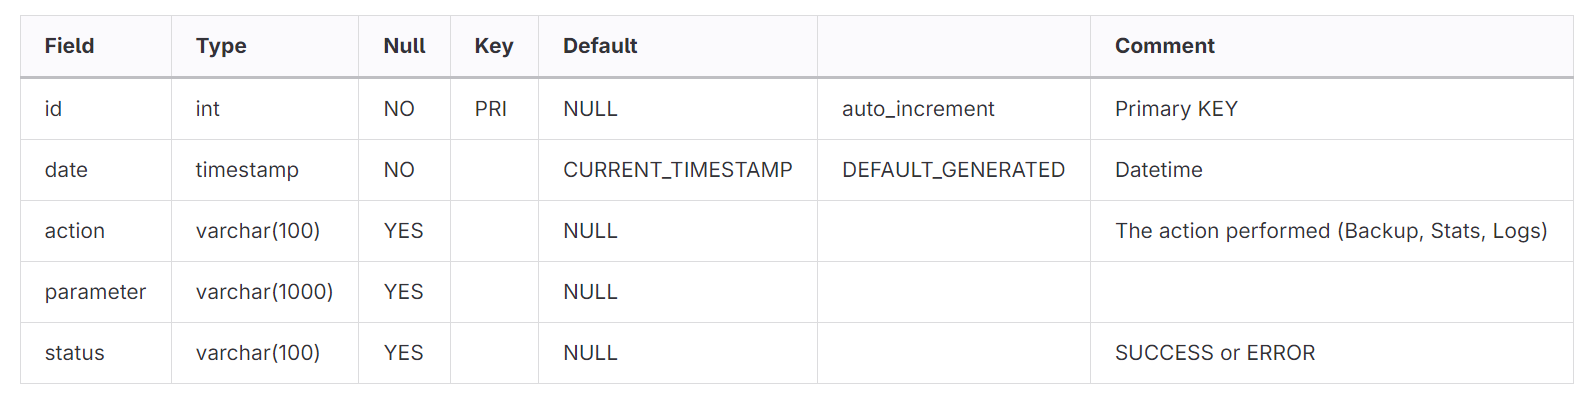 Field Type Null Key Default Comment
id int NO PRI NULL auto_increment Primary KEY
date timestamp NO CURRENT_TIMESTAMP DEFAULT_GENERATED Datetime
action varchar(100) YES NULL The action performed (Backup, Stats, Logs)
parameter varchar(1000) YES NULL
status varchar(100) YES NULL SUCCESS or ERROR